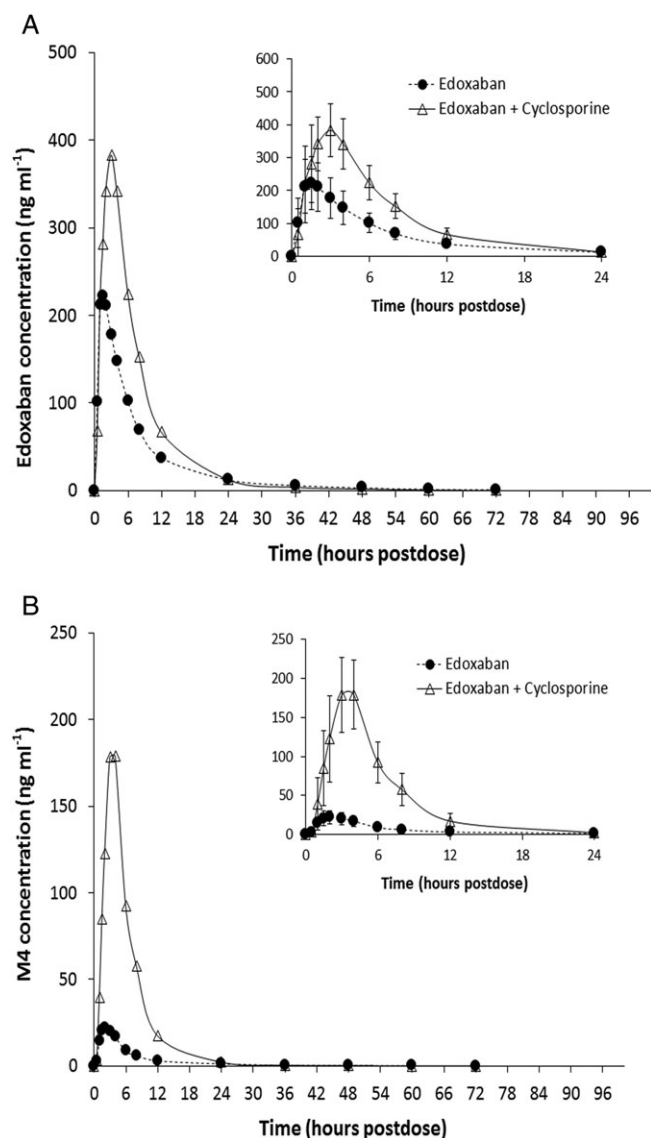 A
Edoxaban concentration (ng ml-1)
500
400
300
200
100
0
0 6 12 18 24 30 36 42 48 54 60 66 72 78 84 90 96
Time (hours postdose)
600
500
400
300
200
100
0
0 6 12 18 24
Time (hours postdose)
Edoxaban
Edoxaban + Cyclosporine
B
M4 concentration (ng ml-1)
250
200
150
100
50
0
0 6 12 18 24 30 36 42 48 54 60 66 72 78 84 90 96
Time (hours postdose)
250
200
150
100
50
0
0 6 12 18 24
Time (hours postdose)
Edoxaban
Edoxaban + Cyclosporine